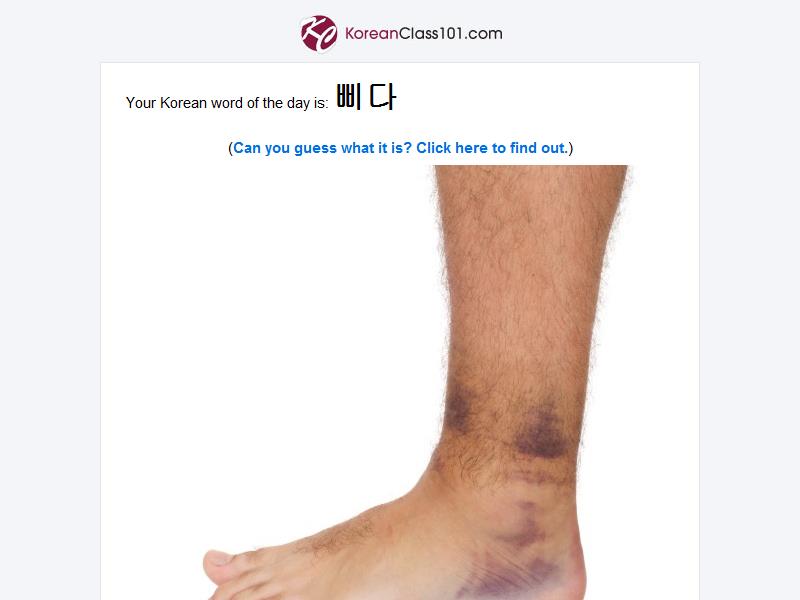 KoreanClass101.com
Your Korean word of the day is: 삐다
(Can you guess what it is? Click here to find out.)